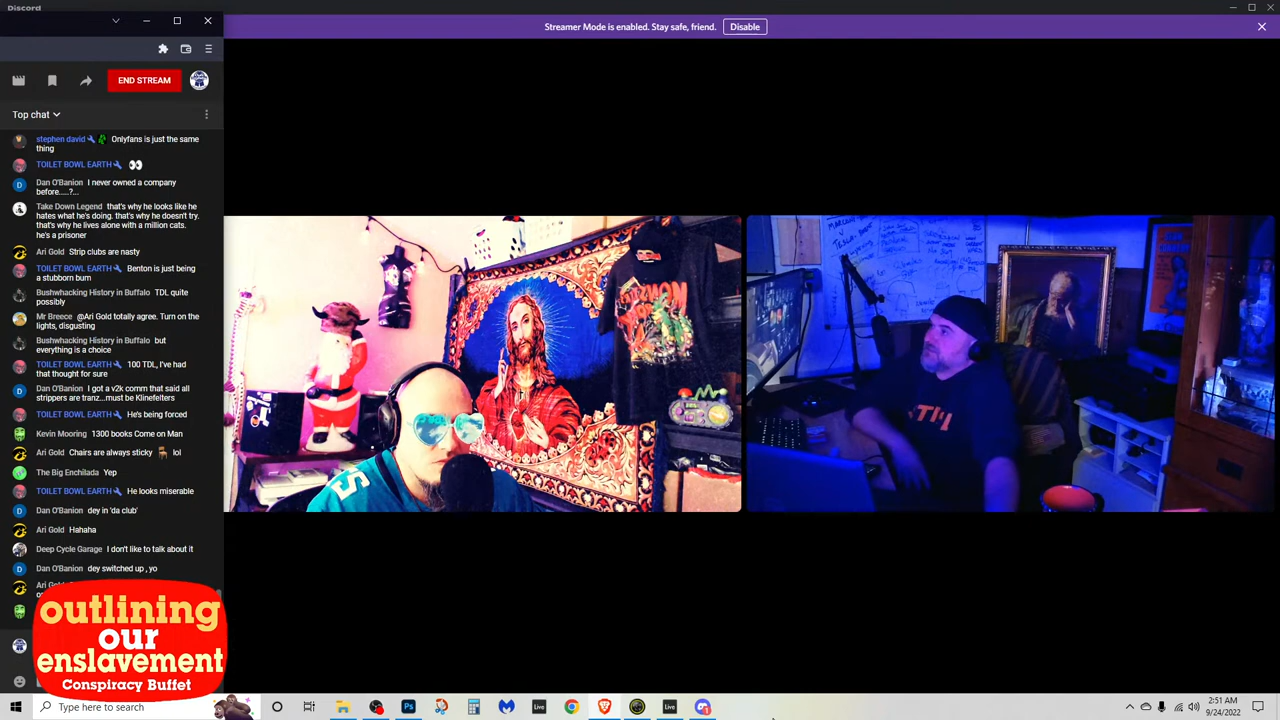 Discord
Streamer Mode is enabled. Stay safe, friend. Disable
END STREAM
Top chat
stephen david Onlyfans is just the same
thing
TOILET BOWL EARTH
Dan O'Banion I never owned a company
before.....?...
Take Down Legend that's why he looks like he
hates what he's doing. that's why he doesn't try.
that's why he lives alone with a million cats.
he's a prisoner
Ari Gold Strip clubs are nasty
TOILET BOWL EARTH Benton is just being
a stubborn bum
Bushwhacking History in Buffalo TDL quite
possibly
Mr Breece @Ari Gold totally agree. Turn on the
lights, disgusting
Bushwhacking History in Buffalo but
everything is a choice
TOILET BOWL EARTH 100 TDL, I've had
that thought for sure
Dan O'Banion I got a v2k comm that said all
strippers are tranz...must be Klinefelters
TOILET BOWL EARTH He's being forced
Kevin Mooring 1300 books Come on Man
Ari Gold Chairs are always sticky lol
The Big Enchilada Yep
TOILET BOWL EARTH He looks miserable
Dan O'Banion dey in 'da club'
Ari Gold Hahaha
Deep Cycle Garage I don't like to talk about it
Dan O'Banion dey switched up , yo
outlining
our
enslavement
Conspiracy Buffet
Type here to search
Live
Live
2:51 AM
9/24/2022